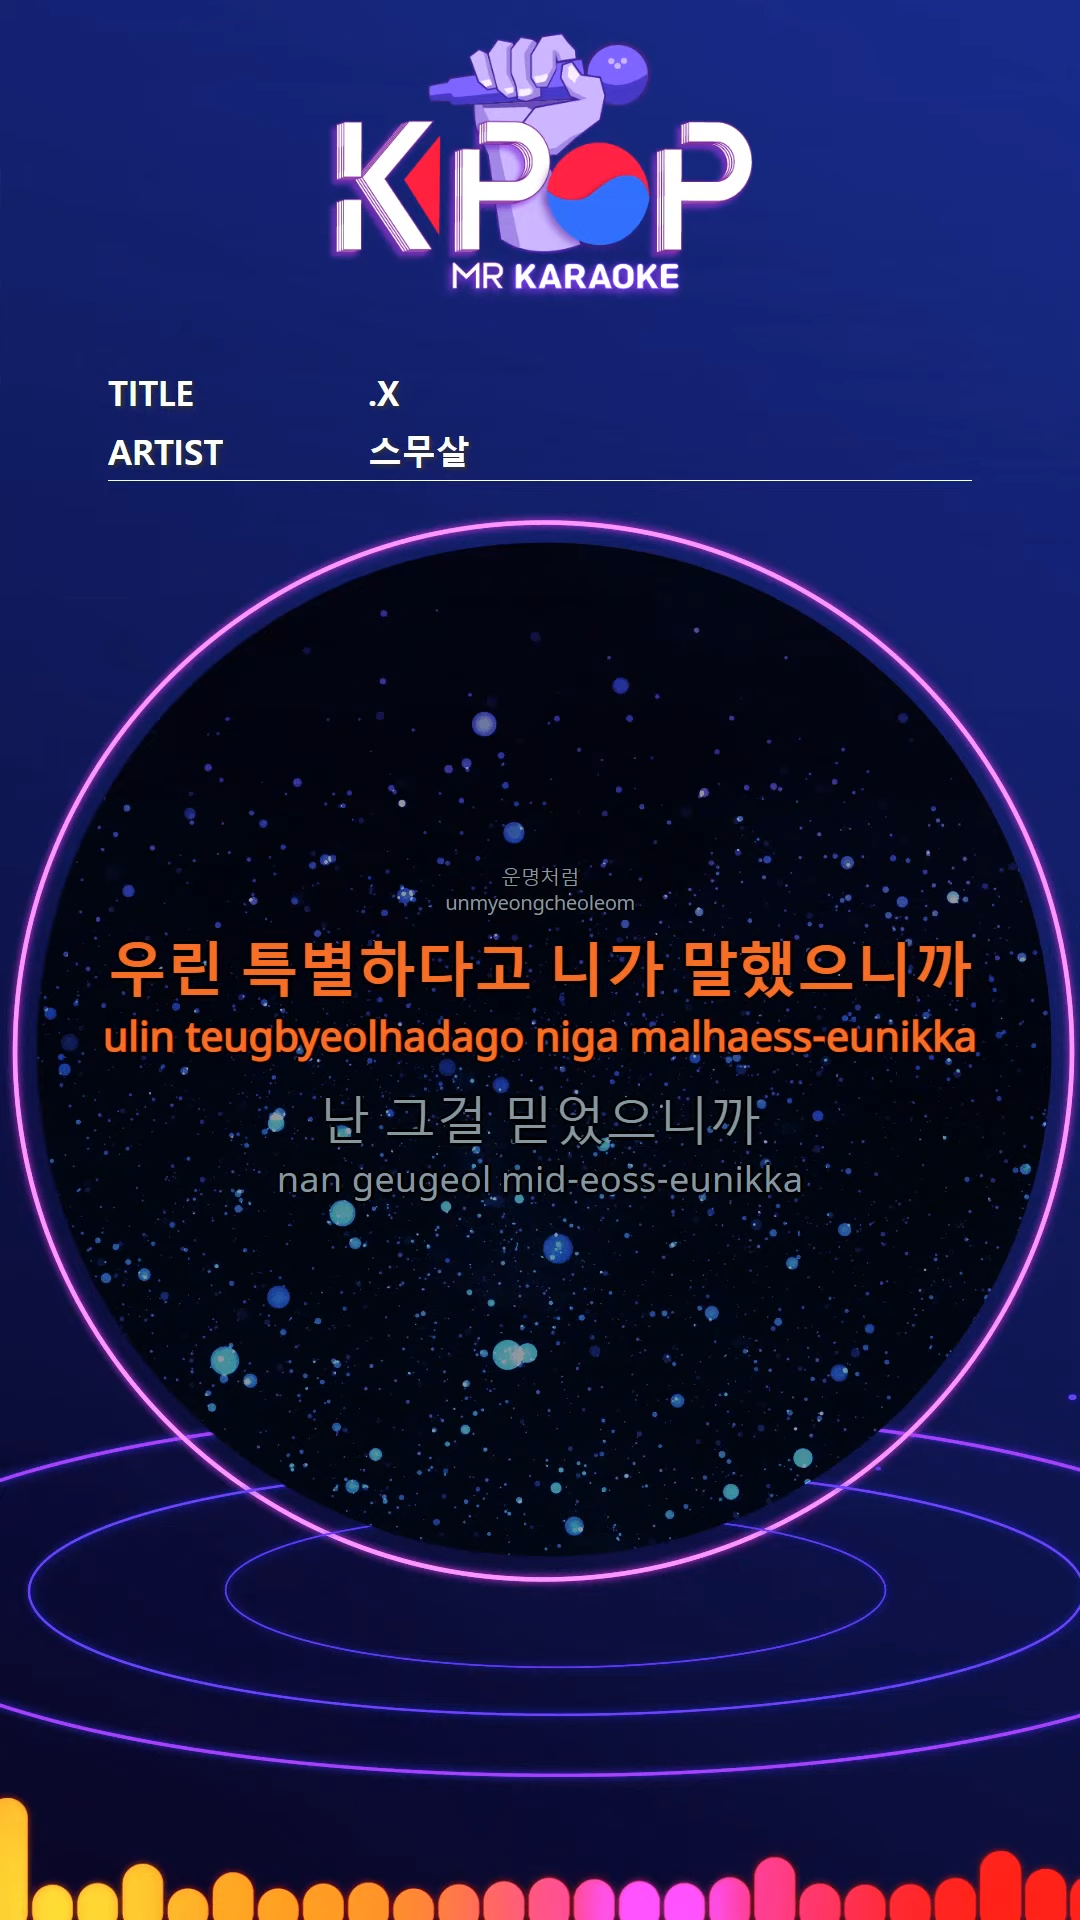 KPOP
MR KARAOKE
TITLE .X
ARTIST 스무살
운명처럼
unmyeongcheoleom
우린 특별하다고 니가 말했으니까
ulin teugbyeolhadago niga malhaess-eunikka
난 그걸 믿었으니까
nan geugeol mid-eoss-eunikka